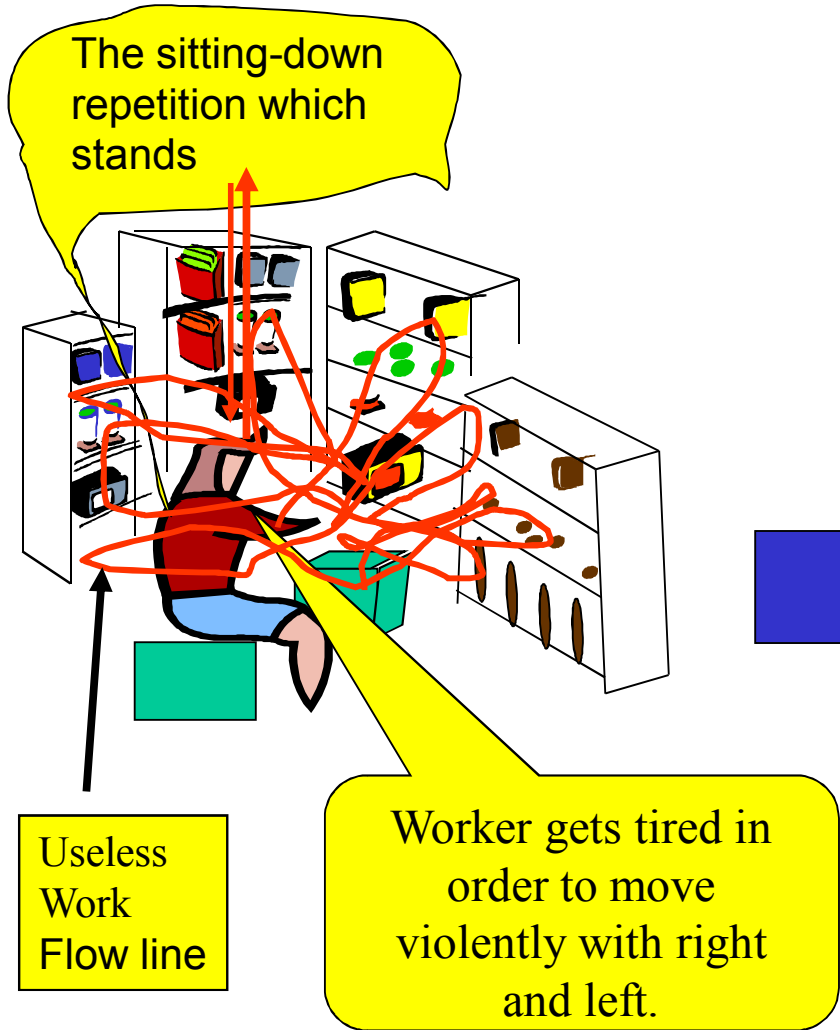 The sitting-down
repetition which
stands
Useless
Work
Flow line
Worker gets tired in
order to move
violently with right
and left.